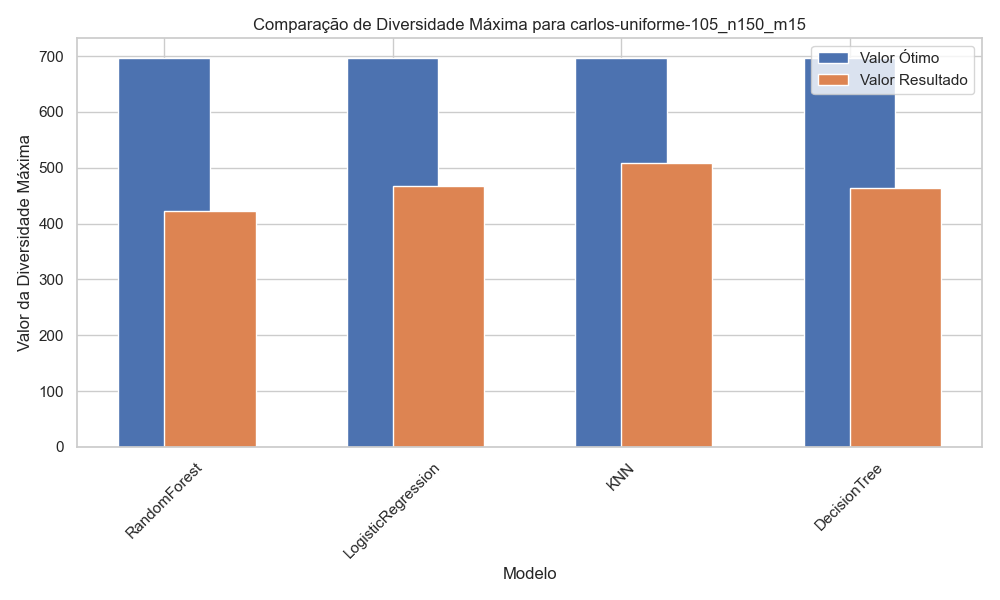 Comparação de Diversidade Máxima para carlos-uniforme-105_n150_m15
Valor Ótimo
Valor Resultado
Valor da Diversidade Máxima
700
600
500
400
300
200
100
0
RandomForest
LogisticRegression
KNN
DecisionTree
Modelo